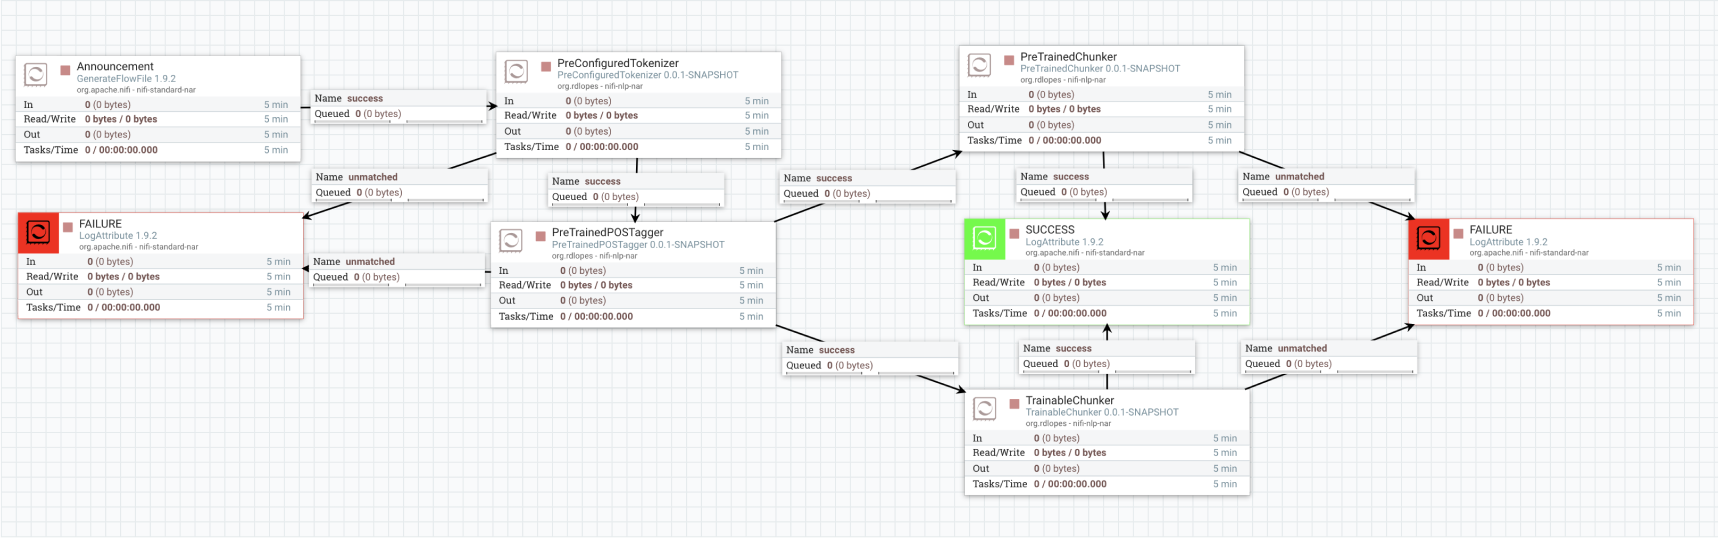 Announcement
GenerateFlowFile 1.9.2
org.apache.nifi - nifi-standard-nar
In 0 (0 bytes) 5 min
Read/Write 0 bytes / 0 bytes 5 min
Out 0 (0 bytes) 5 min
Tasks/Time 0 / 00:00:00.000 5 min
Name success
Queued 0 (0 bytes)
PreConfiguredTokenizer
PreConfiguredTokenizer 0.0.1-SNAPSHOT
org.rdlopes - nifi-nlp-nar
In 0 (0 bytes) 5 min
Read/Write 0 bytes / 0 bytes 5 min
Out 0 (0 bytes) 5 min
Tasks/Time 0 / 00:00:00.000 5 min
Name unmatched
Queued 0 (0 bytes)
Name success
Queued 0 (0 bytes)
FAILURE
LogAttribute 1.9.2
org.apache.nifi - nifi-standard-nar
In 0 (0 bytes) 5 min
Read/Write 0 bytes / 0 bytes 5 min
Out 0 (0 bytes) 5 min
Tasks/Time 0 / 00:00:00.000 5 min
Name unmatched
Queued 0 (0 bytes)
PreTrainedPOSTagger
PreTrainedPOSTagger 0.0.1-SNAPSHOT
org.rdlopes - nifi-nlp-nar
In 0 (0 bytes) 5 min
Read/Write 0 bytes / 0 bytes 5 min
Out 0 (0 bytes) 5 min
Tasks/Time 0 / 00:00:00.000 5 min
Name success
Queued 0 (0 bytes)
Name success
Queued 0 (0 bytes)
PreTrainedChunker
PreTrainedChunker 0.0.1-SNAPSHOT
org.rdlopes - nifi-nlp-nar
In 0 (0 bytes) 5 min
Read/Write 0 bytes / 0 bytes 5 min
Out 0 (0 bytes) 5 min
Tasks/Time 0 / 00:00:00.000 5 min
Name success
Queued 0 (0 bytes)
Name unmatched
Queued 0 (0 bytes)
SUCCESS
LogAttribute 1.9.2
org.apache.nifi - nifi-standard-nar
In 0 (0 bytes) 5 min
Read/Write 0 bytes / 0 bytes 5 min
Out 0 (0 bytes) 5 min
Tasks/Time 0 / 00:00:00.000 5 min
FAILURE
LogAttribute 1.9.2
org.apache.nifi - nifi-standard-nar
In 0 (0 bytes) 5 min
Read/Write 0 bytes / 0 bytes 5 min
Out 0 (0 bytes) 5 min
Tasks/Time 0 / 00:00:00.000 5 min
Name success
Queued 0 (0 bytes)
Name unmatched
Queued 0 (0 bytes)
TrainableChunker
TrainableChunker 0.0.1-SNAPSHOT
org.rdlopes - nifi-nlp-nar
In 0 (0 bytes) 5 min
Read/Write 0 bytes / 0 bytes 5 min
Out 0 (0 bytes) 5 min
Tasks/Time 0 / 00:00:00.000 5 min